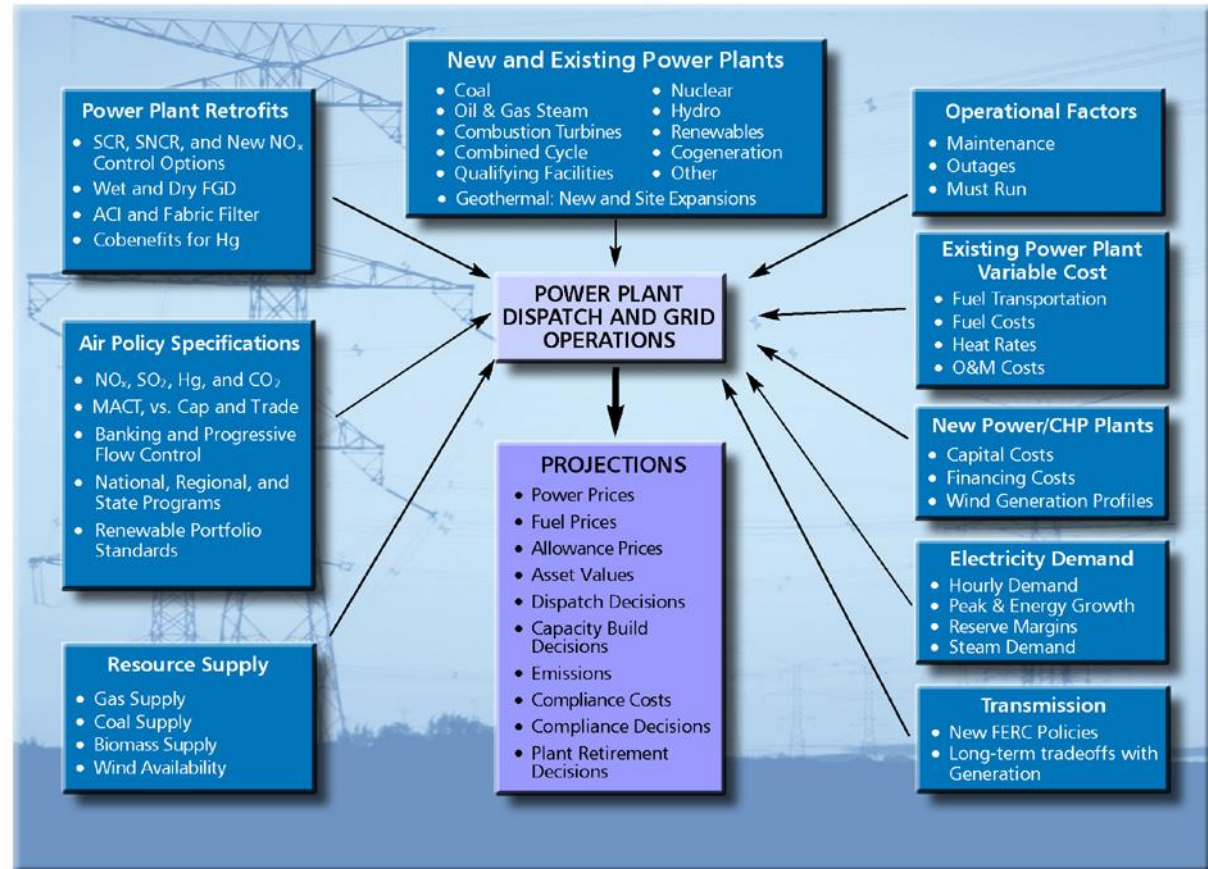 New and Existing Power Plants
• Coal
• Oil & Gas Steam
• Combustion Turbines
• Combined Cycle
• Qualifying Facilities
• Nuclear
• Hydro
• Renewables
• Cogeneration
• Other
• Geothermal: New and Site Expansions
Power Plant Retrofits
• SCR, SNCR, and New NOₓ
Control Options
• Wet and Dry FGD
• ACI and Fabric Filter
• Cobenefits for Hg
Air Policy Specifications
• NOₓ, SO₂, Hg, and CO₂
• MACT, vs. Cap and Trade
• Banking and Progressive
Flow Control
• National, Regional, and
State Programs
• Renewable Portfolio
Standards
Resource Supply
• Gas Supply
• Coal Supply
• Biomass Supply
• Wind Availability
POWER PLANT
DISPATCH AND GRID
OPERATIONS
PROJECTIONS
• Power Prices
• Fuel Prices
• Allowance Prices
• Asset Values
• Dispatch Decisions
• Capacity Build
Decisions
• Emissions
• Compliance Costs
• Compliance Decisions
• Plant Retirement
Decisions
Operational Factors
• Maintenance
• Outages
• Must Run
Existing Power Plant
Variable Cost
• Fuel Transportation
• Fuel Costs
• Heat Rates
• O&M Costs
New Power/CHP Plants
• Capital Costs
• Financing Costs
• Wind Generation Profiles
Electricity Demand
• Hourly Demand
• Peak & Energy Growth
• Reserve Margins
• Steam Demand
Transmission
• New FERC Policies
• Long-term tradeoffs with
Generation